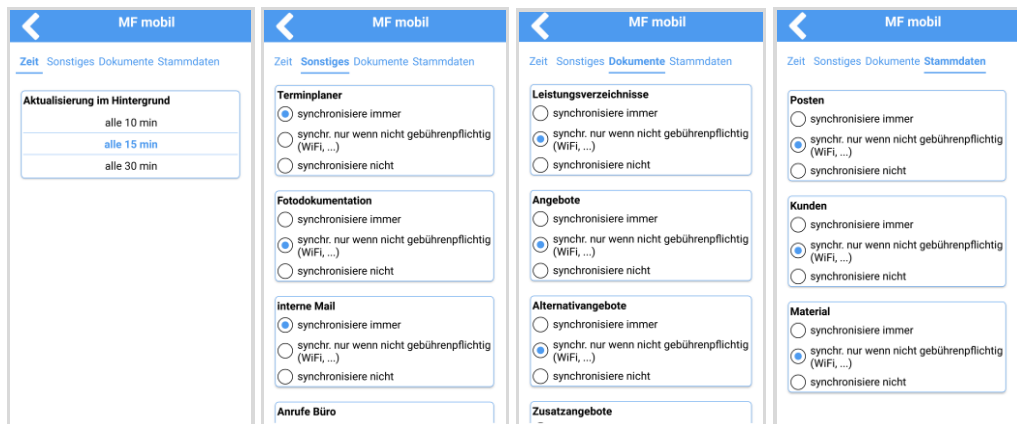 MF mobil
Zeit Sonstiges Dokumente Stammdaten
Aktualisierung im Hintergrund
alle 10 min
alle 15 min
alle 30 min
MF mobil
Zeit Sonstiges Dokumente Stammdaten
Terminplaner
synchronisiere immer
synchr. nur wenn nicht gebührenpflichtig
(WiFi, ...)
synchronisiere nicht
Fotodokumentation
synchronisiere immer
synchr. nur wenn nicht gebührenpflichtig
(WiFi, ...)
synchronisiere nicht
interne Mail
synchronisiere immer
synchr. nur wenn nicht gebührenpflichtig
(WiFi, ...)
synchronisiere nicht
Anrufe Büro
MF mobil
Zeit Sonstiges Dokumente Stammdaten
Leistungsverzeichnisse
synchronisiere immer
synchr. nur wenn nicht gebührenpflichtig
(WiFi, ...)
synchronisiere nicht
Angebote
synchronisiere immer
synchr. nur wenn nicht gebührenpflichtig
(WiFi, ...)
synchronisiere nicht
Alternativangebote
synchronisiere immer
synchr. nur wenn nicht gebührenpflichtig
(WiFi, ...)
synchronisiere nicht
Zusatzangebote
MF mobil
Zeit Sonstiges Dokumente Stammdaten
Posten
synchronisiere immer
synchr. nur wenn nicht gebührenpflichtig
(WiFi, ...)
synchronisiere nicht
Kunden
synchronisiere immer
synchr. nur wenn nicht gebührenpflichtig
(WiFi, ...)
synchronisiere nicht
Material
synchronisiere immer
synchr. nur wenn nicht gebührenpflichtig
(WiFi, ...)
synchronisiere nicht